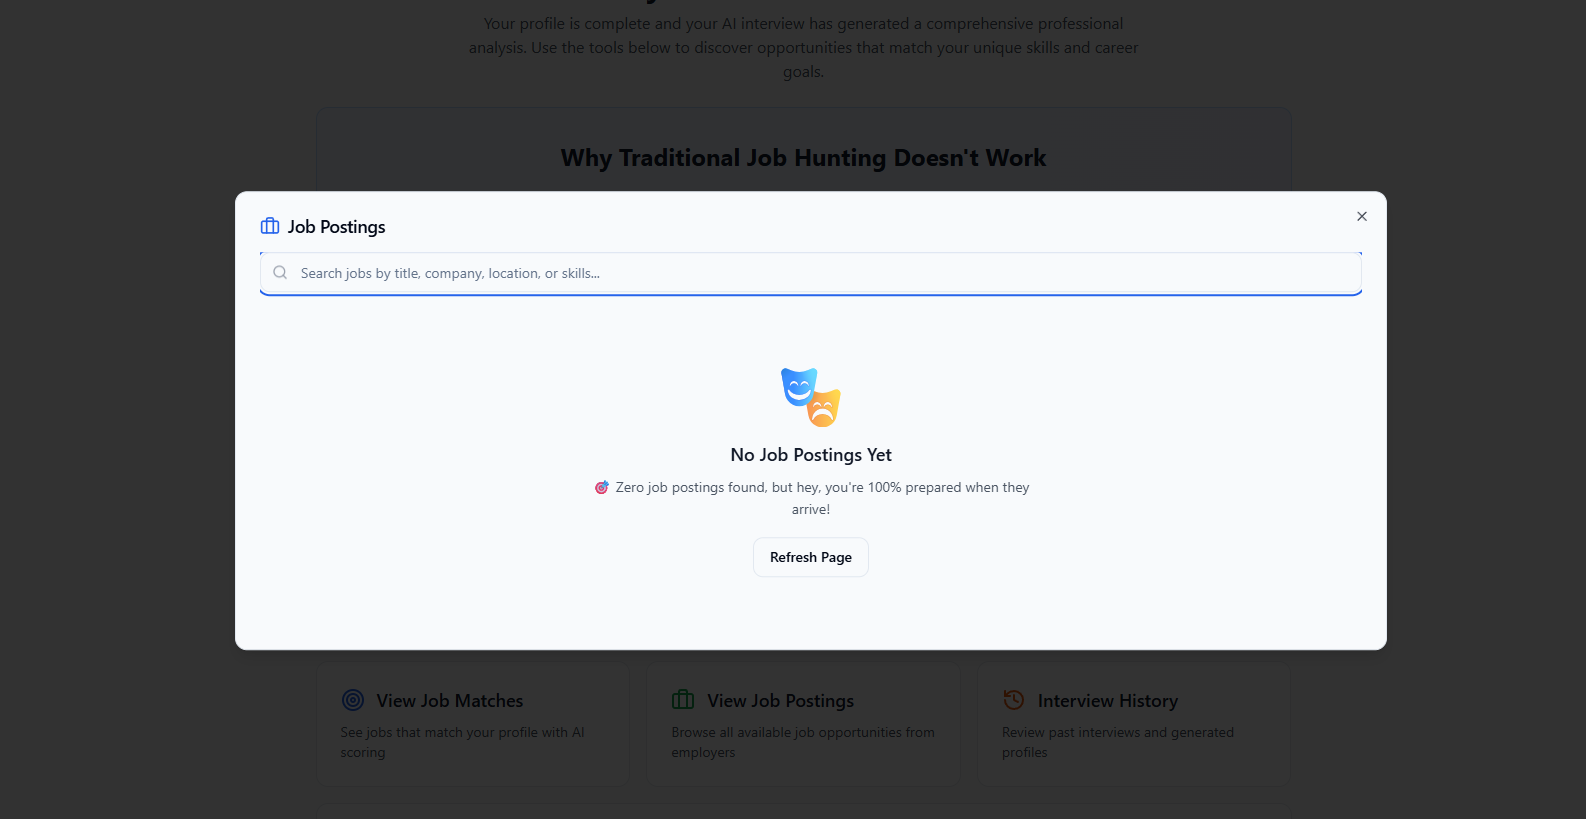 Your profile is complete and your AI interview has generated a comprehensive professional
analysis. Use the tools below to discover opportunities that match your unique skills and career
goals.
Why Traditional Job Hunting Doesn't Work
Job Postings
Search jobs by title, company, location, or skills...
No Job Postings Yet
🎯 Zero job postings found, but hey, you're 100% prepared when they
arrive!
Refresh Page
View Job Matches
See jobs that match your profile with AI
scoring
View Job Postings
Browse all available job opportunities from
employers
Interview History
Review past interviews and generated
profiles